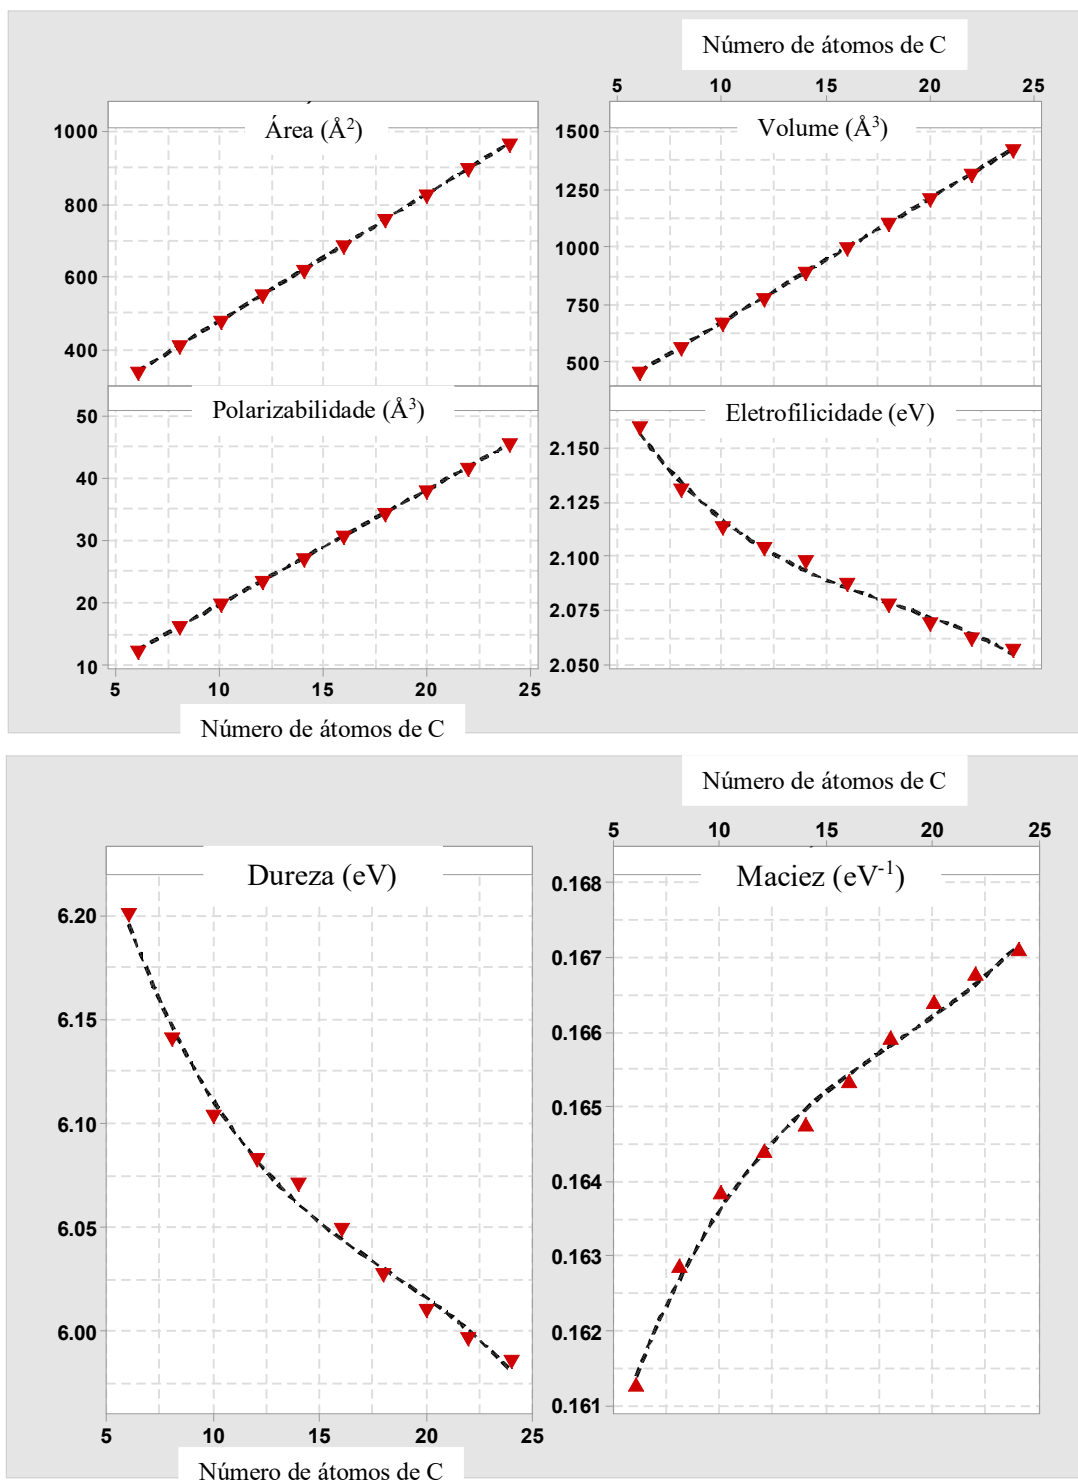 Número de átomos de C
5 10 15 20 25
Área (Å²)
1000
800
600
400
Volume (Å³)
1500
1250
1000
750
500
Polarizabilidade (Å³)
50
40
30
20
10
Eletrofilicidade (eV)
2.150
2.125
2.100
2.075
2.050
5 10 15 20 25
Número de átomos de C
Número de átomos de C
5 10 15 20 25
Dureza (eV)
6.20
6.15
6.10
6.05
6.00
Maciez (eV⁻¹)
0.168
0.167
0.166
0.165
0.164
0.163
0.162
0.161
5 10 15 20 25
Número de átomos de C